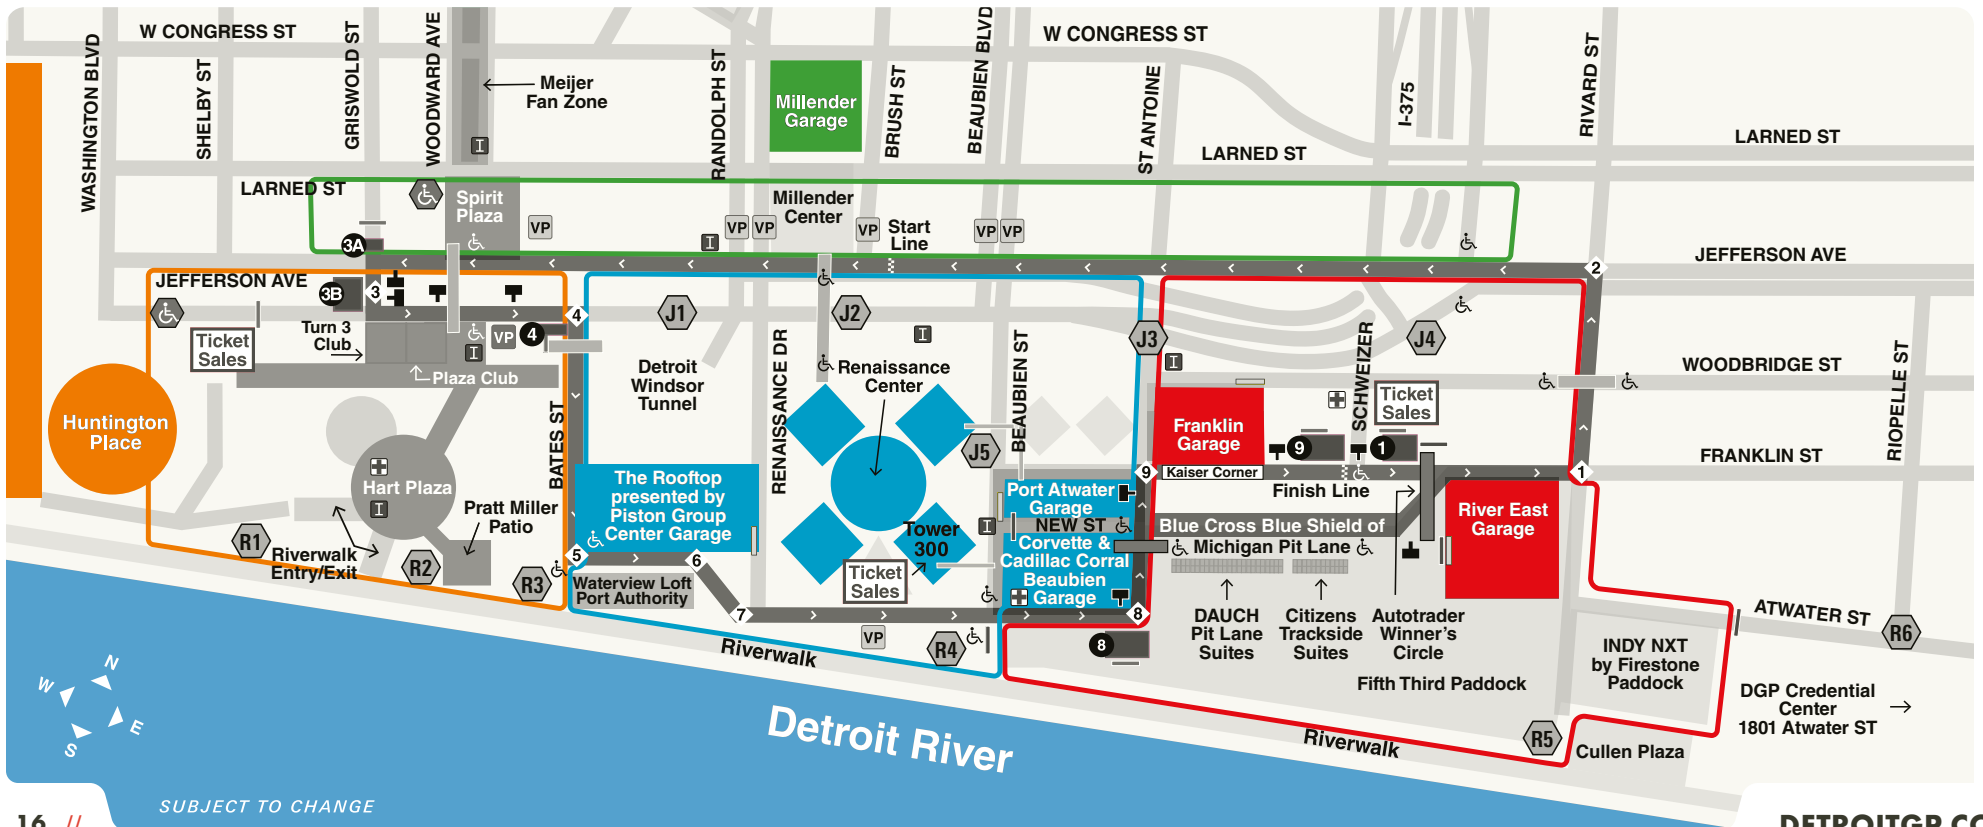 W CONGRESS ST
W CONGRESS ST
WASHINGTON BLVD
SHELBY ST
GRISWOLD ST
WOODWARD AVE
RANDOLPH ST
BRUSH ST
BEAUBIEN BLVD
ST ANTOINE
I-375
RIVARD ST
Meijer
Fan Zone
Millender
Garage
LARNED ST
LARNED ST
LARNED ST
Spirit
Plaza
Millender
Center
Start
Line
VP
VP
VP
VP
VP
VP
I
I
3A
JEFFERSON AVE
JEFFERSON AVE
2
3B
3
Turn 3
Club
Ticket
Sales
VP
4
4
I
Plaza Club
J1
J2
I
J3
J4
I
Detroit
Windsor
Tunnel
RENAISSANCE DR
Renaissance
Center
BEAUBIEN ST
SCHWEIZER
WOODBRIDGE ST
RIOPELLE ST
Ticket
Sales
Huntington
Place
BATES ST
Franklin
Garage
9
1
J5
FRANKLIN ST
Hart Plaza
I
The Rooftop
presented by
Piston Group
Center Garage
9
Kaiser Corner
Finish Line
1
Port Atwater
Garage
I
NEW ST
Blue Cross Blue Shield of
Michigan Pit Lane
River East
Garage
Pratt Miller
Patio
Tower
300
Corvette &
Cadillac Corral
Beaubien
Garage
R1
Riverwalk
Entry/Exit
R2
R3
5
6
Waterview Loft
Port Authority
Ticket
Sales
7
8
DAUCH
Pit Lane
Suites
Citizens
Trackside
Suites
Autotrader
Winner's
Circle
ATWATER ST
R6
VP
R4
8
Riverwalk
INDY NXT
by Firestone
Paddock
Fifth Third Paddock
DGP Credential
Center
1801 Atwater ST
N
W
E
S
Detroit River
Riverwalk
R5
Cullen Plaza
SUBJECT TO CHANGE
16 //
DETROITGP.CO